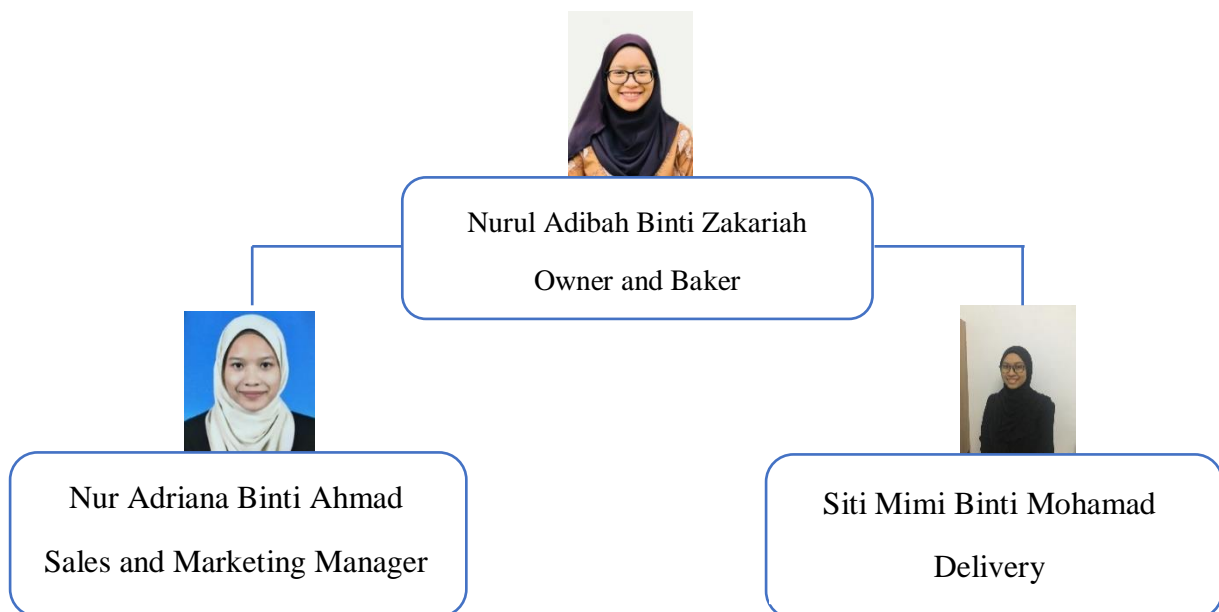 Nurul Adibah Binti Zakariah
Owner and Baker
Nur Adriana Binti Ahmad
Sales and Marketing Manager
Siti Mimi Binti Mohamad
Delivery